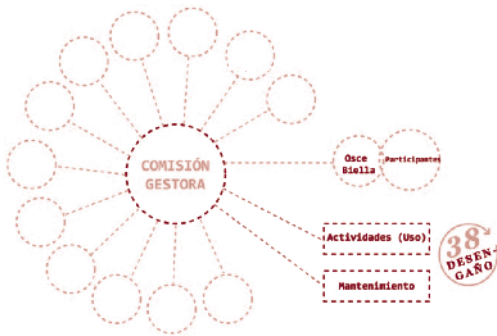 COMISIÓN
GESTORA
Osce
Biella
Participantes
Actividades (Uso)
Mantenimiento
38
DESEN-
GAÑO